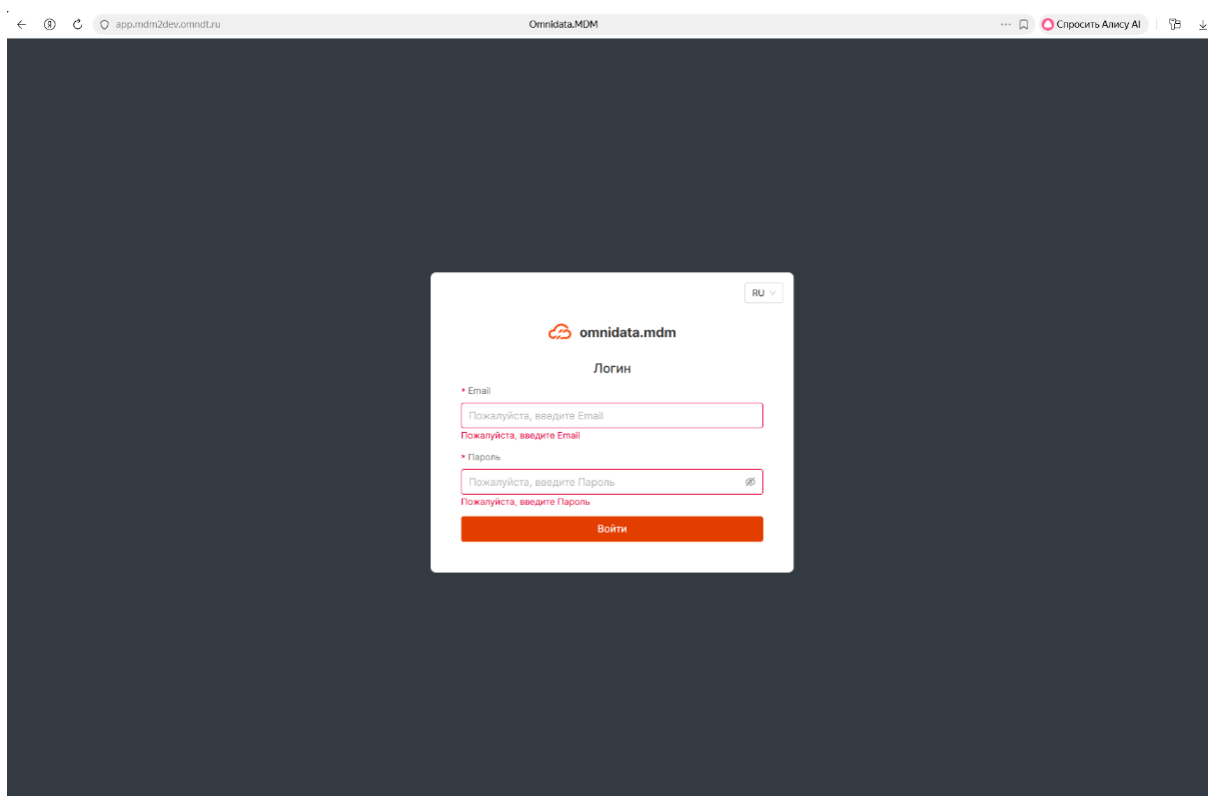 app.mdm2dev.omndt.ru
Omnidata.MDM
Спросить Алису AI
RU
omnidata.mdm
Логин
* Email
Пожалуйста, введите Email
Пожалуйста, введите Email
* Пароль
Пожалуйста, введите Пароль
Пожалуйста, введите Пароль
Войти